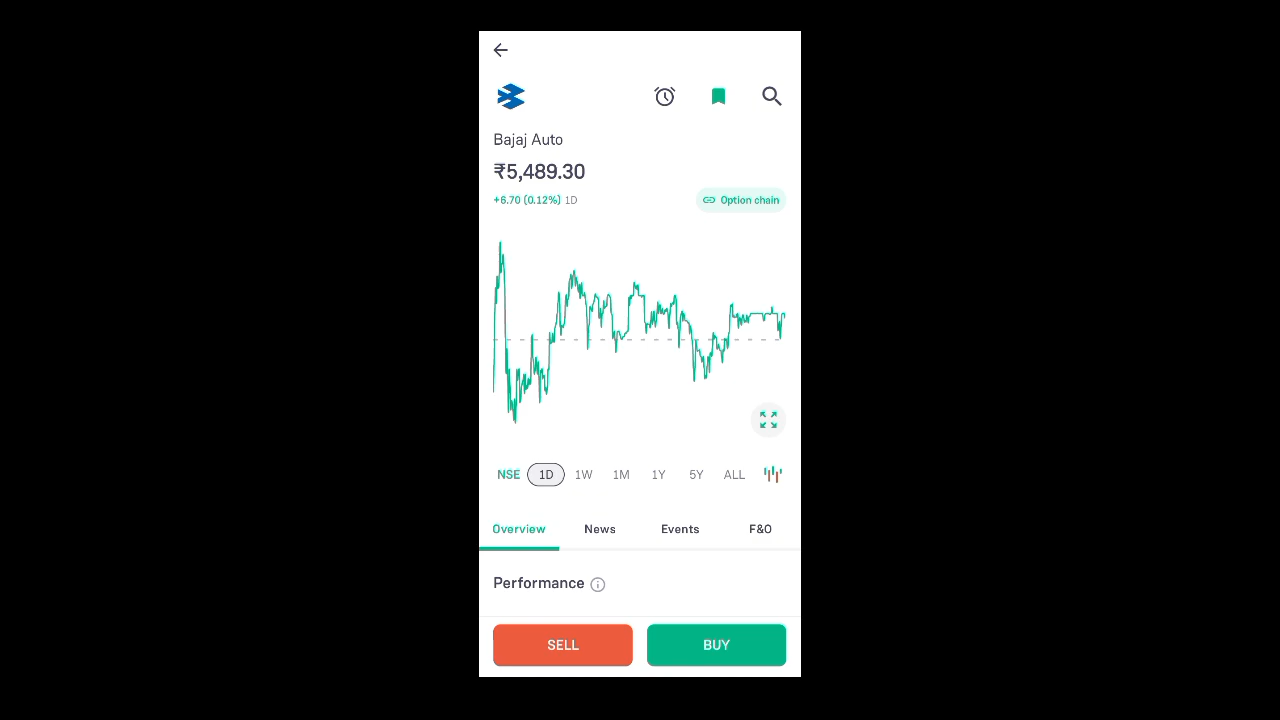 Bajaj Auto
₹5,489.30
+6.70 (0.12%) 1D
Option chain
NSE 1D 1W 1M 1Y 5Y ALL
Overview News Events F&O
Performance
SELL BUY